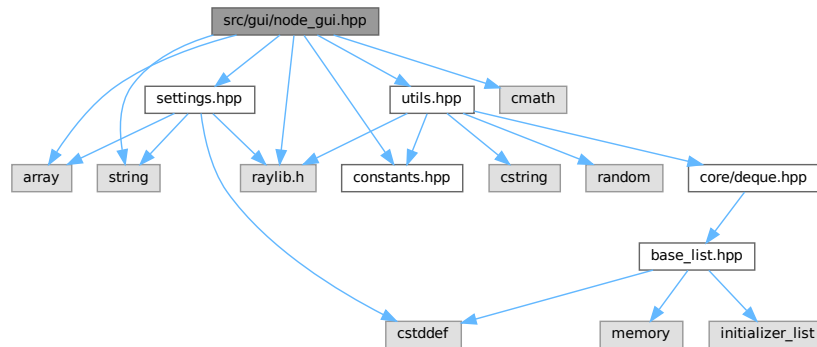 src/gui/node_gui.hpp
settings.hpp
utils.hpp
cmath
array
string
raylib.h
constants.hpp
cstring
random
core/deque.hpp
base_list.hpp
cstddef
memory
initializer_list